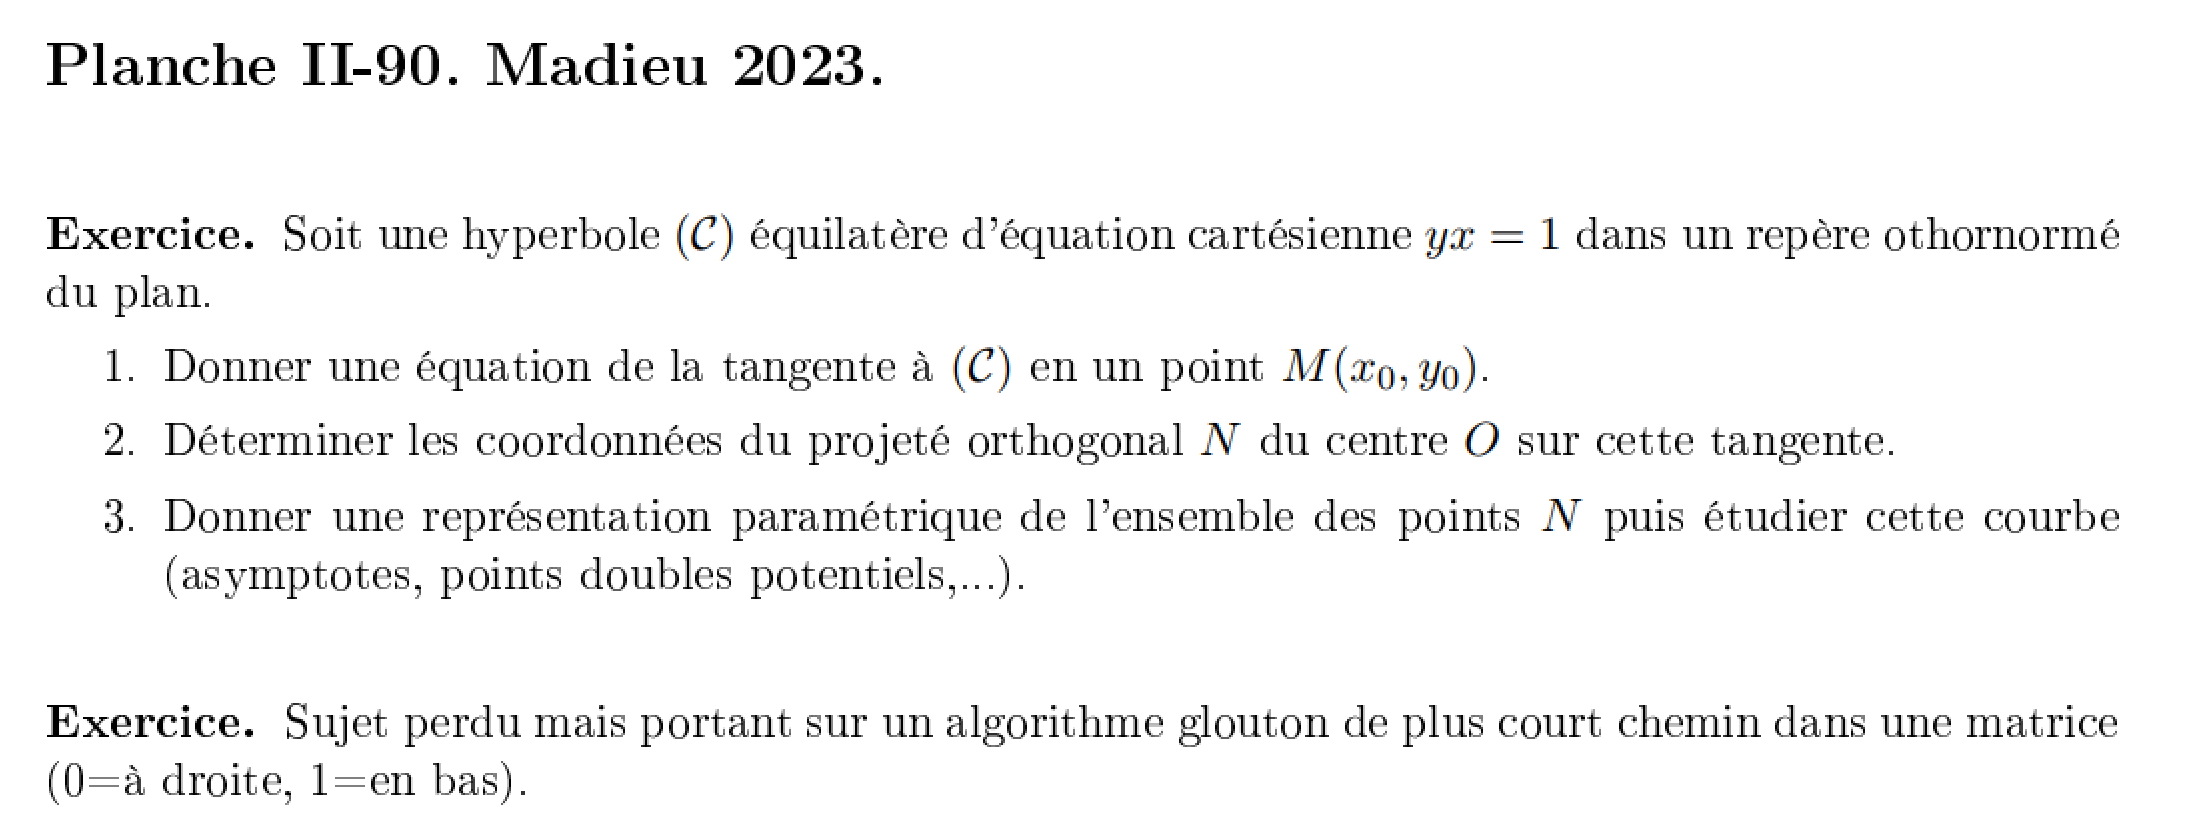 Planche II-90. Madieu 2023.
Exercice. Soit une hyperbole (𝒞) équilatère d'équation cartésienne yx = 1 dans un repère othornormé
du plan.
1. Donner une équation de la tangente à (𝒞) en un point M(x₀, y₀).
2. Déterminer les coordonnées du projeté orthogonal N du centre O sur cette tangente.
3. Donner une représentation paramétrique de l'ensemble des points N puis étudier cette courbe
(asymptotes, points doubles potentiels,...).
Exercice. Sujet perdu mais portant sur un algorithme glouton de plus court chemin dans une matrice
(0=à droite, 1=en bas).